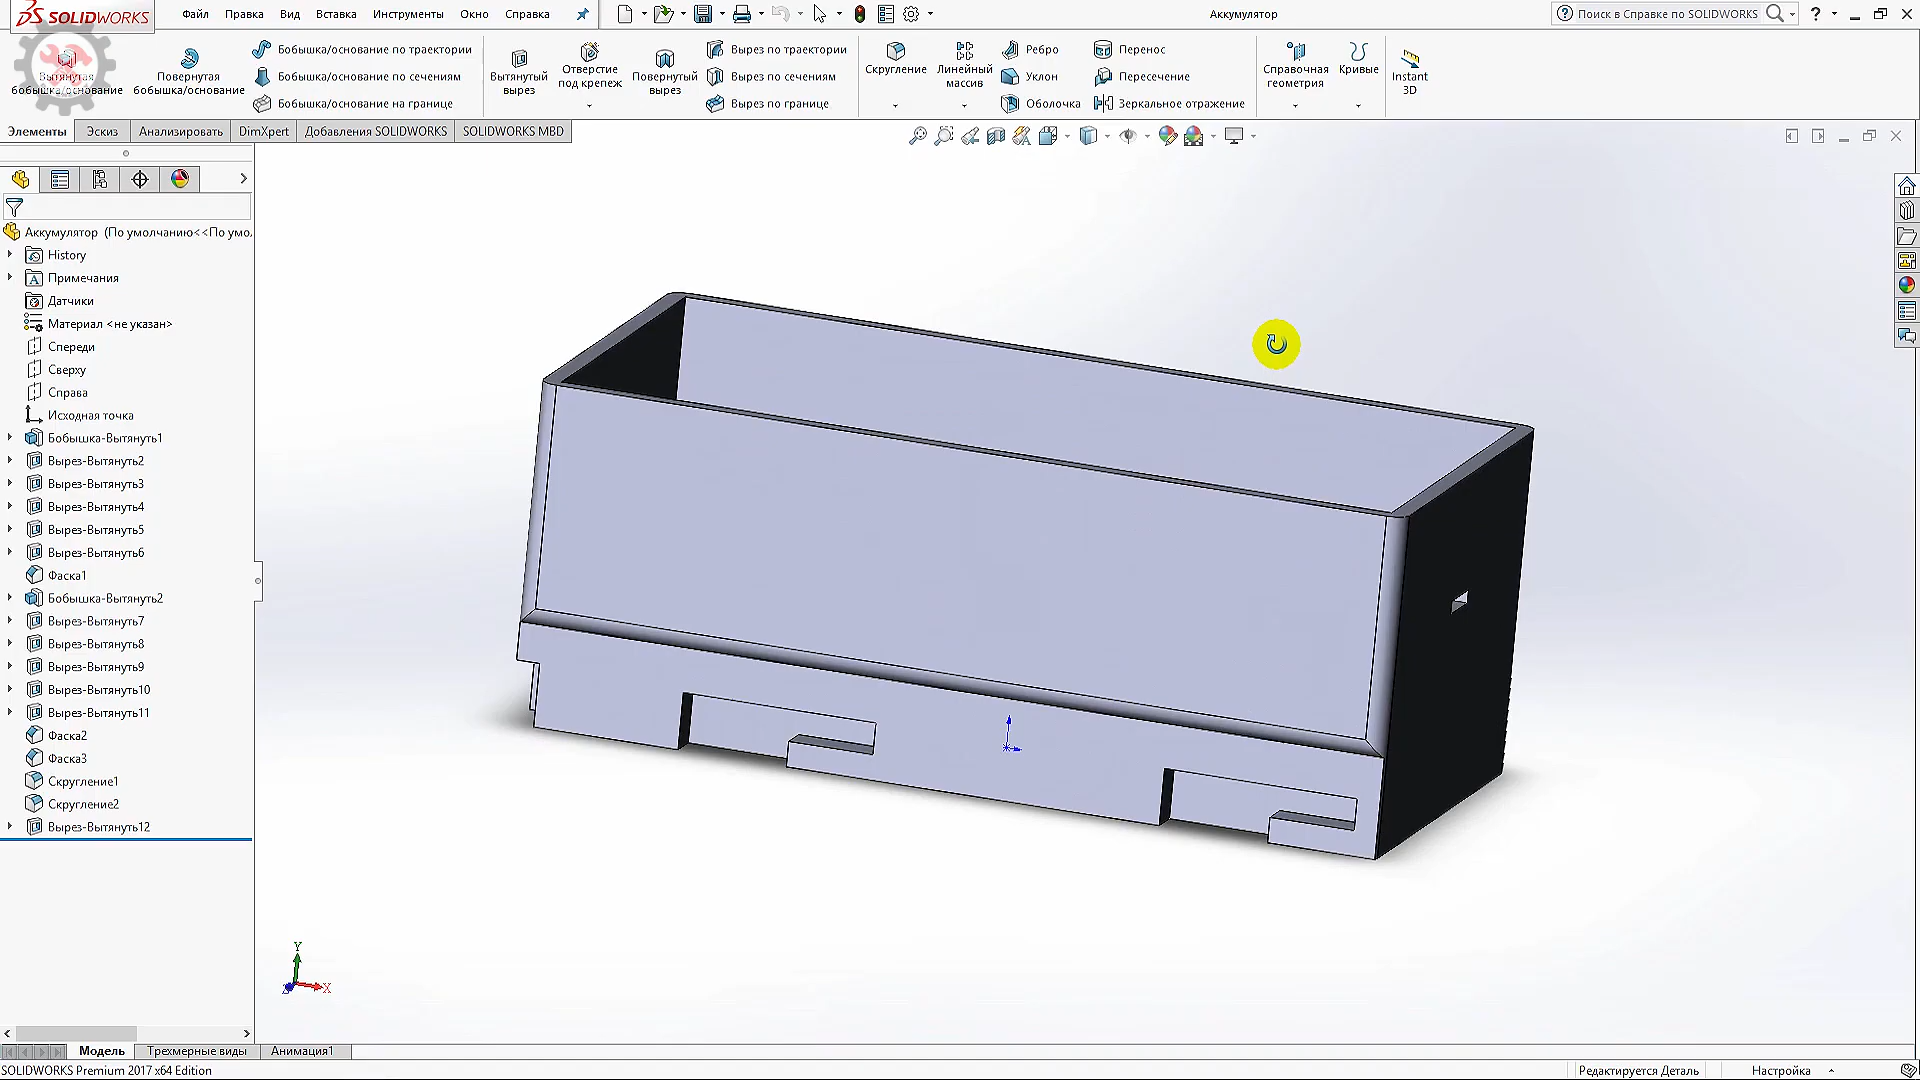 SOLIDWORKS
Файл Правка Вид Вставка Инструменты Окно Справка
Аккумулятор
Поиск в Справке по SOLIDWORKS
Вытянутая бобышка/основание
Повернутая бобышка/основание
Бобышка/основание по траектории
Бобышка/основание по сечениям
Бобышка/основание на границе
Вытянутый вырез
Отверстие под крепеж
Повернутый вырез
Вырез по траектории
Вырез по сечениям
Вырез по границе
Скругление
Линейный массив
Ребро
Уклон
Оболочка
Перенос
Пересечение
Зеркальное отражение
Справочная геометрия
Кривые
Instant 3D
Элементы Эскиз Анализировать DimXpert Добавления SOLIDWORKS SOLIDWORKS MBD
Аккумулятор (По умолчанию<<По умо.
History
Примечания
Датчики
Материал <не указан>
Спереди
Сверху
Справа
Исходная точка
Бобышка-Вытянуть1
Вырез-Вытянуть2
Вырез-Вытянуть3
Вырез-Вытянуть4
Вырез-Вытянуть5
Вырез-Вытянуть6
Фаска1
Бобышка-Вытянуть2
Вырез-Вытянуть7
Вырез-Вытянуть8
Вырез-Вытянуть9
Вырез-Вытянуть10
Вырез-Вытянуть11
Фаска2
Фаска3
Скругление1
Скругление2
Вырез-Вытянуть12
Y
X
Z
Модель Трехмерные виды Анимация1
SOLIDWORKS Premium 2017 x64 Edition
Редактируется Деталь
Настройка